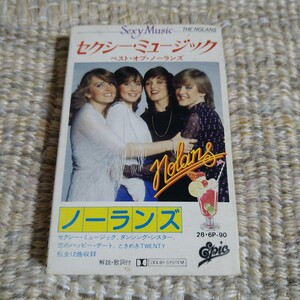 Sexy Music THE NOLANS
セクシー・ミュージック
ベスト・オブ・ノーランズ
Nolans
ノーランズ
セクシー・ミュージック、ダンシング・シスター、
恋のハッピー・デート、ときめきTWENTY
他全12曲収録
解説・歌詞付 DOLBY SYSTEM
28・6P-90
Epic